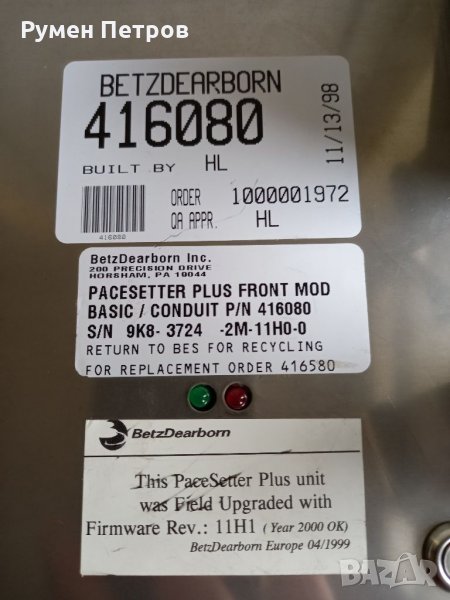 Румен Петров
BETZDEARBORN
416080
11/13/98
BUILT BY HL
ORDER 1000001972
QA APPR. HL
416080
BetzDearborn Inc.
200 PRECISION DRIVE
HORSHAM, PA 19044
PACESETTER PLUS FRONT MOD
BASIC / CONDUIT P/N 416080
S/N 9K8- 3724 -2M-11H0-0
RETURN TO BES FOR RECYCLING
FOR REPLACEMENT ORDER 416580
BetzDearborn
This PaceSetter Plus unit
was Field Upgraded with
Firmware Rev.: 11H1 ( Year 2000 OK)
BetzDearborn Europe 04/1999
BAZAR